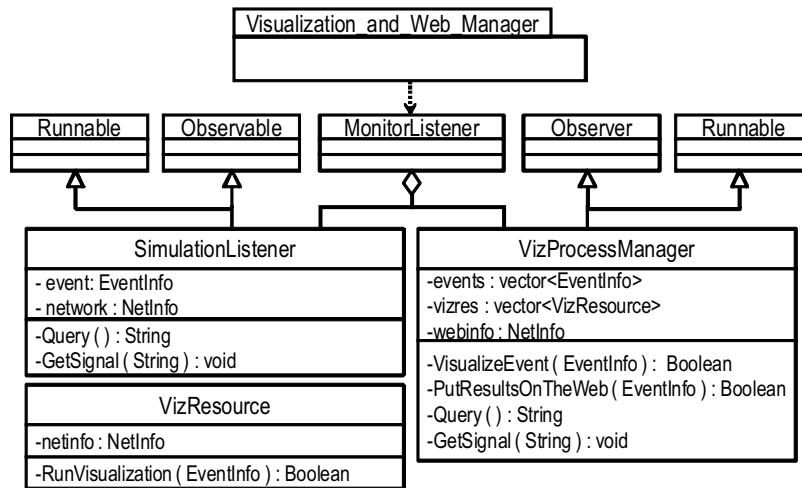 Visualization_and_Web_Manager
Runnable
Observable
MonitorListener
Observer
Runnable
SimulationListener
- event: EventInfo
- network : NetInfo
-Query ( ) : String
-GetSignal ( String ) : void
VizResource
-netinfo : NetInfo
-RunVisualization ( EventInfo ) : Boolean
VizProcessManager
-events : vector<EventInfo>
-vizres : vector<VizResource>
-webinfo : NetInfo
-VisualizeEvent ( EventInfo ) : Boolean
-PutResultsOnTheWeb ( EventInfo ) : Boolean
-Query ( ) : String
-GetSignal ( String ) : void